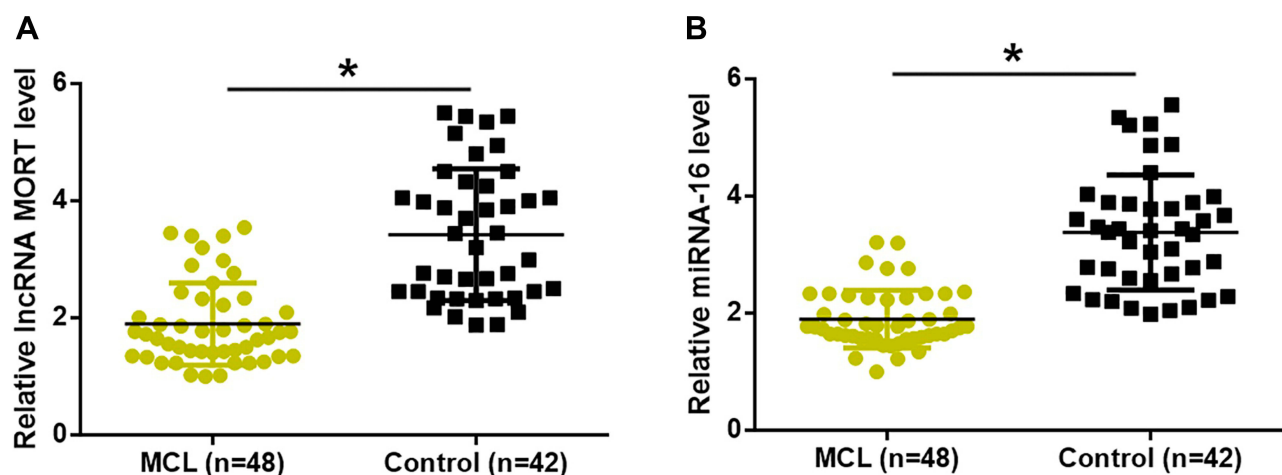 A
Relative lncRNA MORT level
6
4
2
0
*
MCL (n=48)
Control (n=42)
B
Relative miRNA-16 level
6
4
2
0
*
MCL (n=48)
Control (n=42)